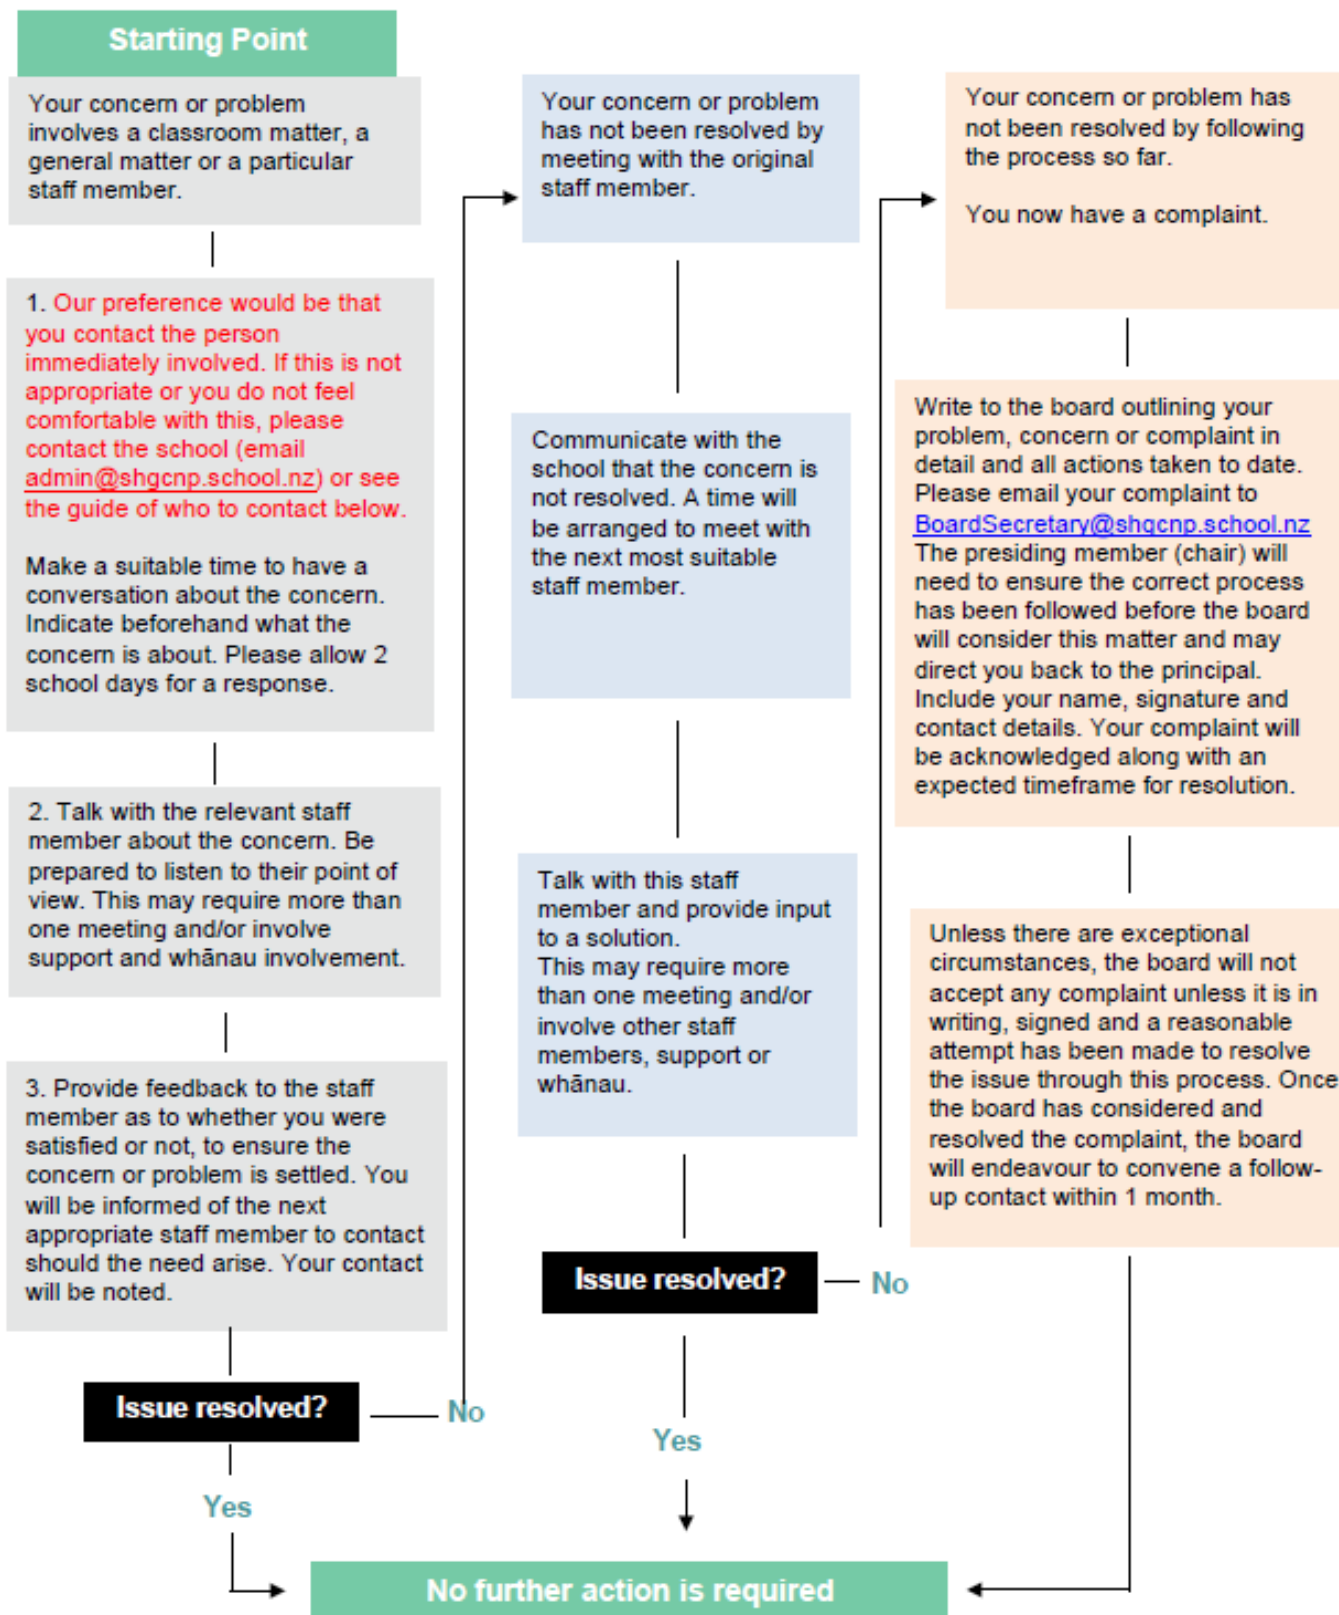 Starting Point
Your concern or problem
involves a classroom matter, a
general matter or a particular
staff member.
1. Our preference would be that
you contact the person
immediately involved. If this is not
appropriate or you do not feel
comfortable with this, please
contact the school (email
admin@shgcnp.school.nz) or see
the guide of who to contact below.
Make a suitable time to have a
conversation about the concern.
Indicate beforehand what the
concern is about. Please allow 2
school days for a response.
2. Talk with the relevant staff
member about the concern. Be
prepared to listen to their point of
view. This may require more than
one meeting and/or involve
support and whānau involvement.
3. Provide feedback to the staff
member as to whether you were
satisfied or not, to ensure the
concern or problem is settled. You
will be informed of the next
appropriate staff member to contact
should the need arise. Your contact
will be noted.
Issue resolved?
No
Yes
Your concern or problem
has not been resolved by
meeting with the original
staff member.
Communicate with the
school that the concern is
not resolved. A time will
be arranged to meet with
the next most suitable
staff member.
Talk with this staff
member and provide input
to a solution.
This may require more
than one meeting and/or
involve other staff
members, support or
whānau.
Issue resolved?
No
Yes
Your concern or problem has
not been resolved by following
the process so far.
You now have a complaint.
Write to the board outlining your
problem, concern or complaint in
detail and all actions taken to date.
Please email your complaint to
BoardSecretary@shgcnp.school.nz
The presiding member (chair) will
need to ensure the correct process
has been followed before the board
will consider this matter and may
direct you back to the principal.
Include your name, signature and
contact details. Your complaint will
be acknowledged along with an
expected timeframe for resolution.
Unless there are exceptional
circumstances, the board will not
accept any complaint unless it is in
writing, signed and a reasonable
attempt has been made to resolve
the issue through this process. Once
the board has considered and
resolved the complaint, the board
will endeavour to convene a follow-
up contact within 1 month.
No further action is required